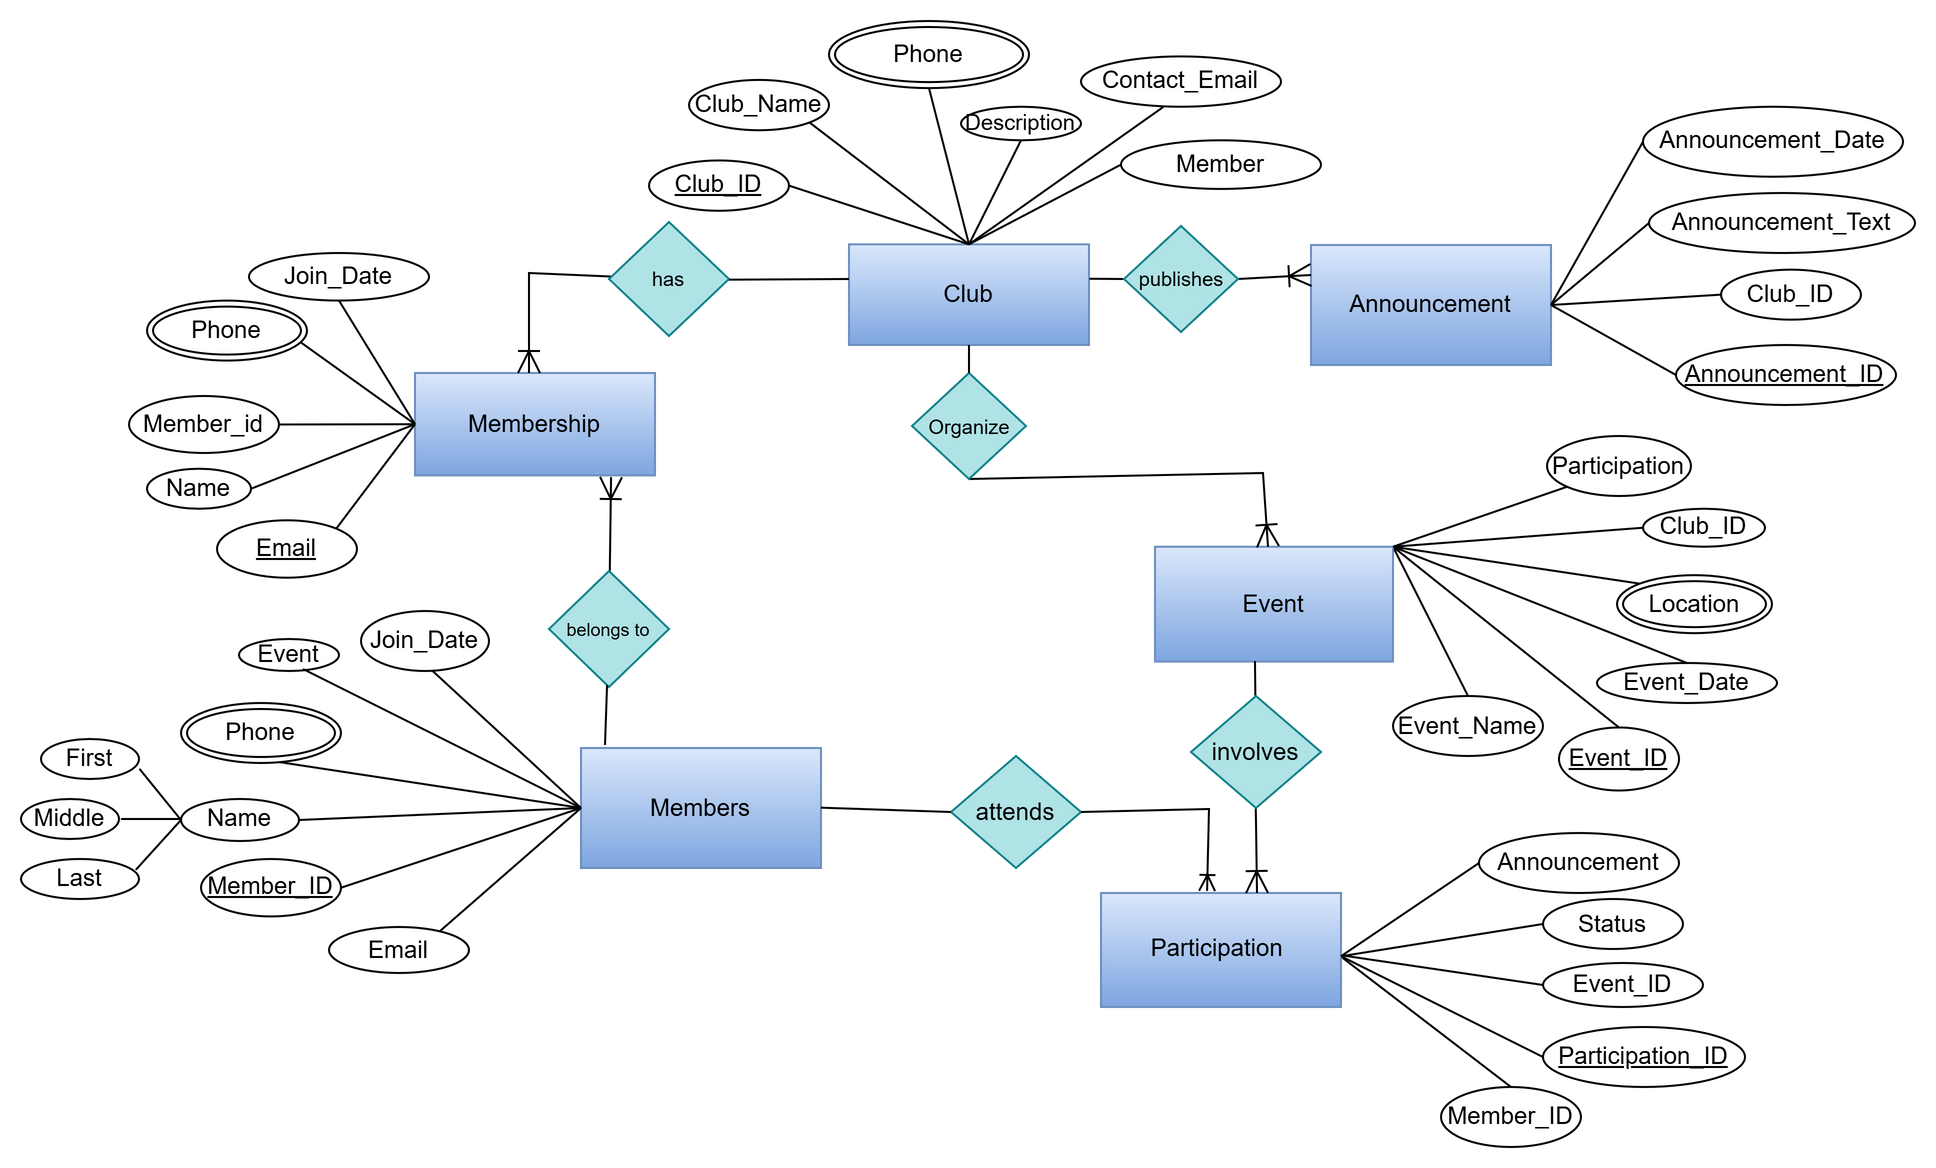 Phone
Contact_Email
Club_Name
Description
Member
Club_ID
Announcement_Date
Announcement_Text
Club_ID
Announcement_ID
has
Club
publishes
Announcement
Join_Date
Phone
Member_id
Name
Email
Membership
Organize
Participation
Club_ID
Location
Event_Date
Event_Name
Event_ID
Event
belongs to
involves
Event
Join_Date
Phone
First
Middle
Last
Name
Member_ID
Email
Members
attends
Participation
Announcement
Status
Event_ID
Participation_ID
Member_ID